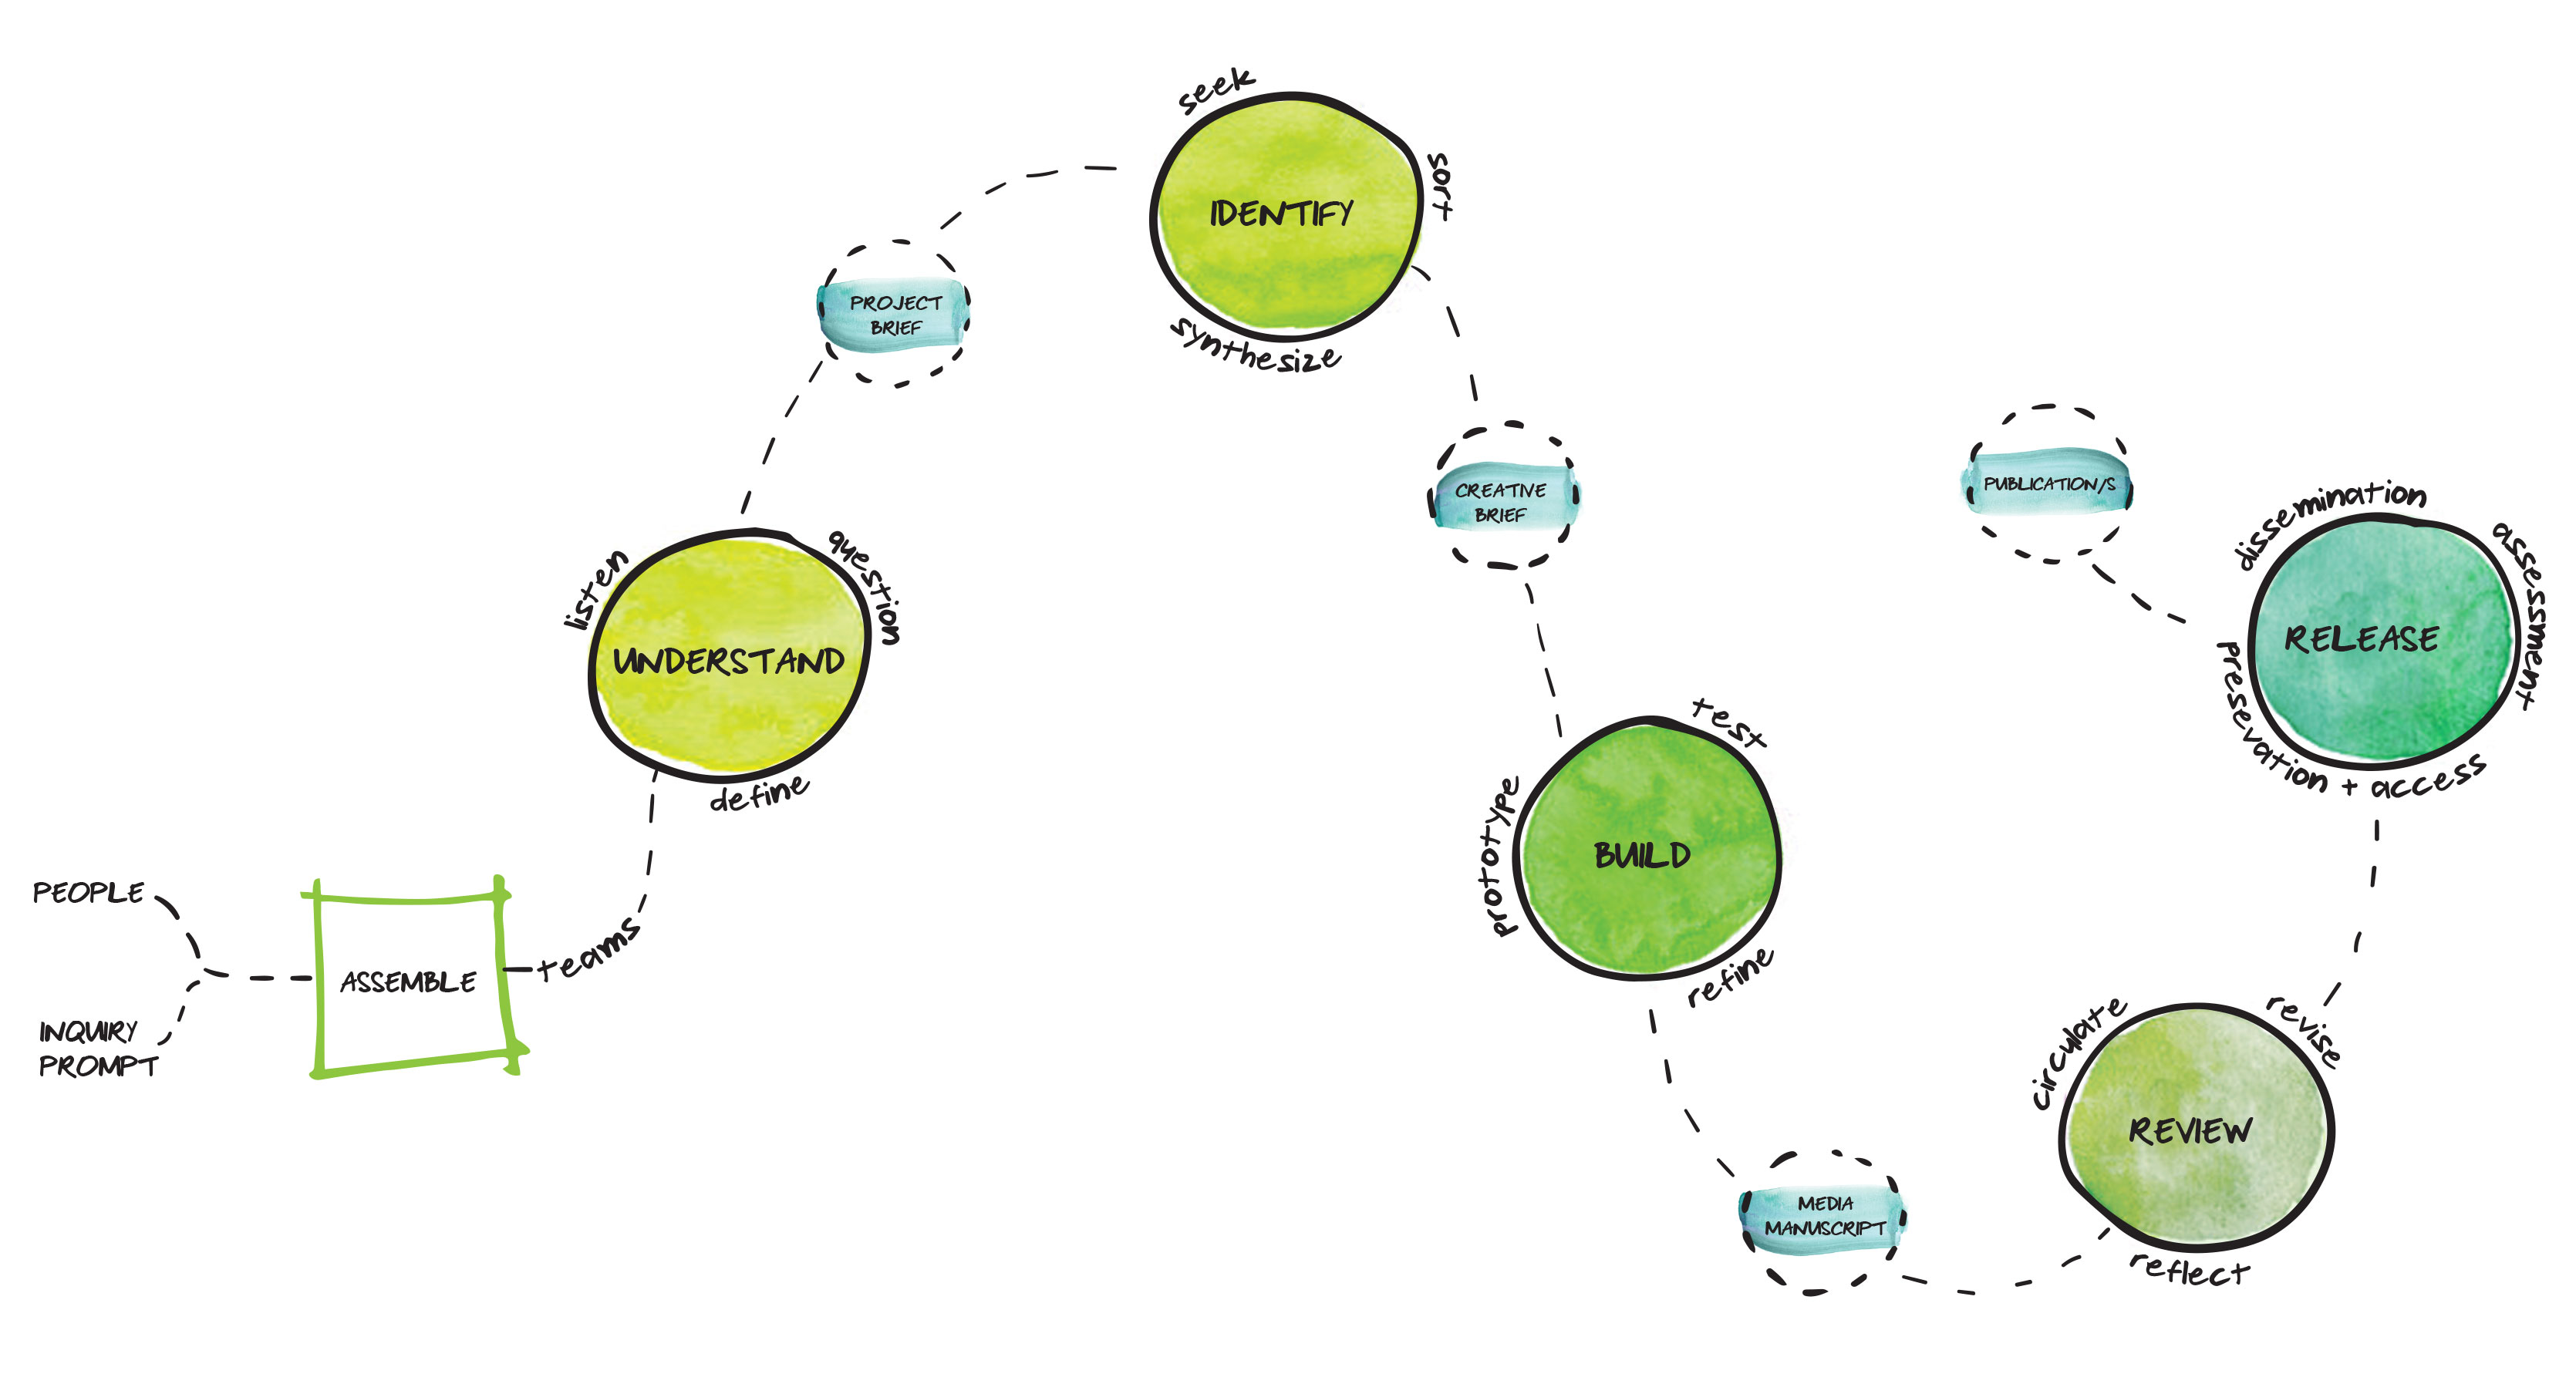 PEOPLE
INQUIRY
PROMPT
ASSEMBLE
teams
listen
question
UNDERSTAND
define
PROJECT
BRIEF
seek
sort
IDENTIFY
synthesize
CREATIVE
BRIEF
test
prototype
BUILD
refine
MEDIA
MANUSCRIPT
circulate
revise
REVIEW
reflect
dissemination
assessment
RELEASE
presevation + access
PUBLICATION/S